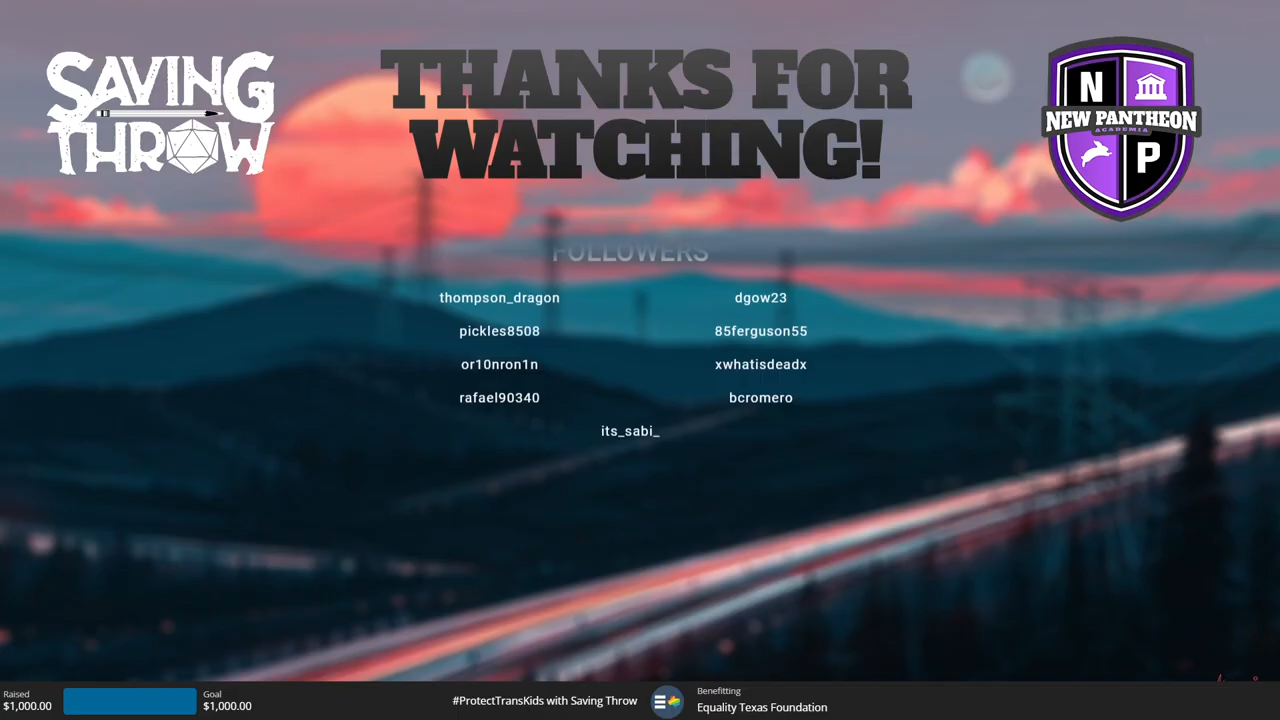 SAVING
THROW
THANKS FOR
WATCHING!
N
P
NEW PANTHEON
ACADEMIA
FOLLOWERS
thompson_dragon
dgow23
pickles8508
85ferguson55
or10nron1n
xwhatisdeadx
rafael90340
bcromero
its_sabi_
Raised
$1,000.00
Goal
$1,000.00
#ProtectTransKids with Saving Throw
Benefitting
Equality Texas Foundation